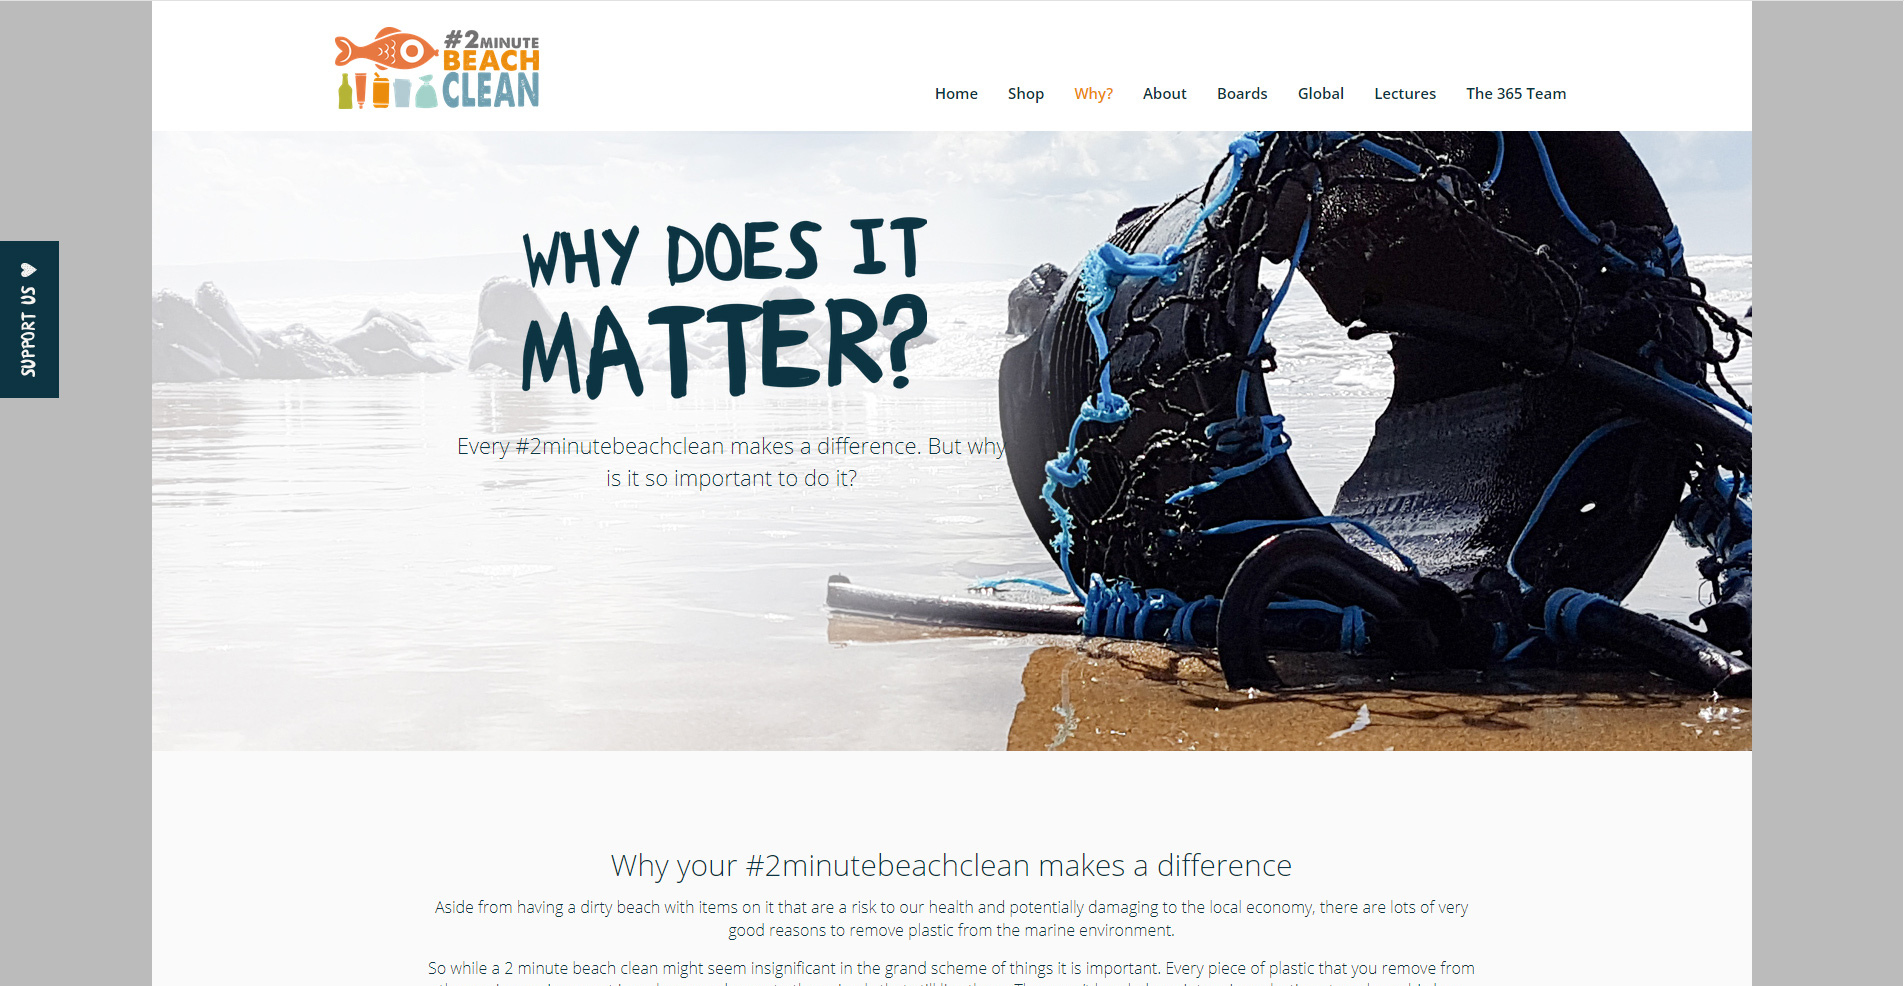 #2MINUTE
BEACH
CLEAN
Home Shop Why? About Boards Global Lectures The 365 Team
WHY DOES IT
MATTER?
Every #2minutebeachclean makes a difference. But why
is it so important to do it?
SUPPORT US
Why your #2minutebeachclean makes a difference
Aside from having a dirty beach with items on it that are a risk to our health and potentially damaging to the local economy, there are lots of very
good reasons to remove plastic from the marine environment.
So while a 2 minute beach clean might seem insignificant in the grand scheme of things it is important. Every piece of plastic that you remove from